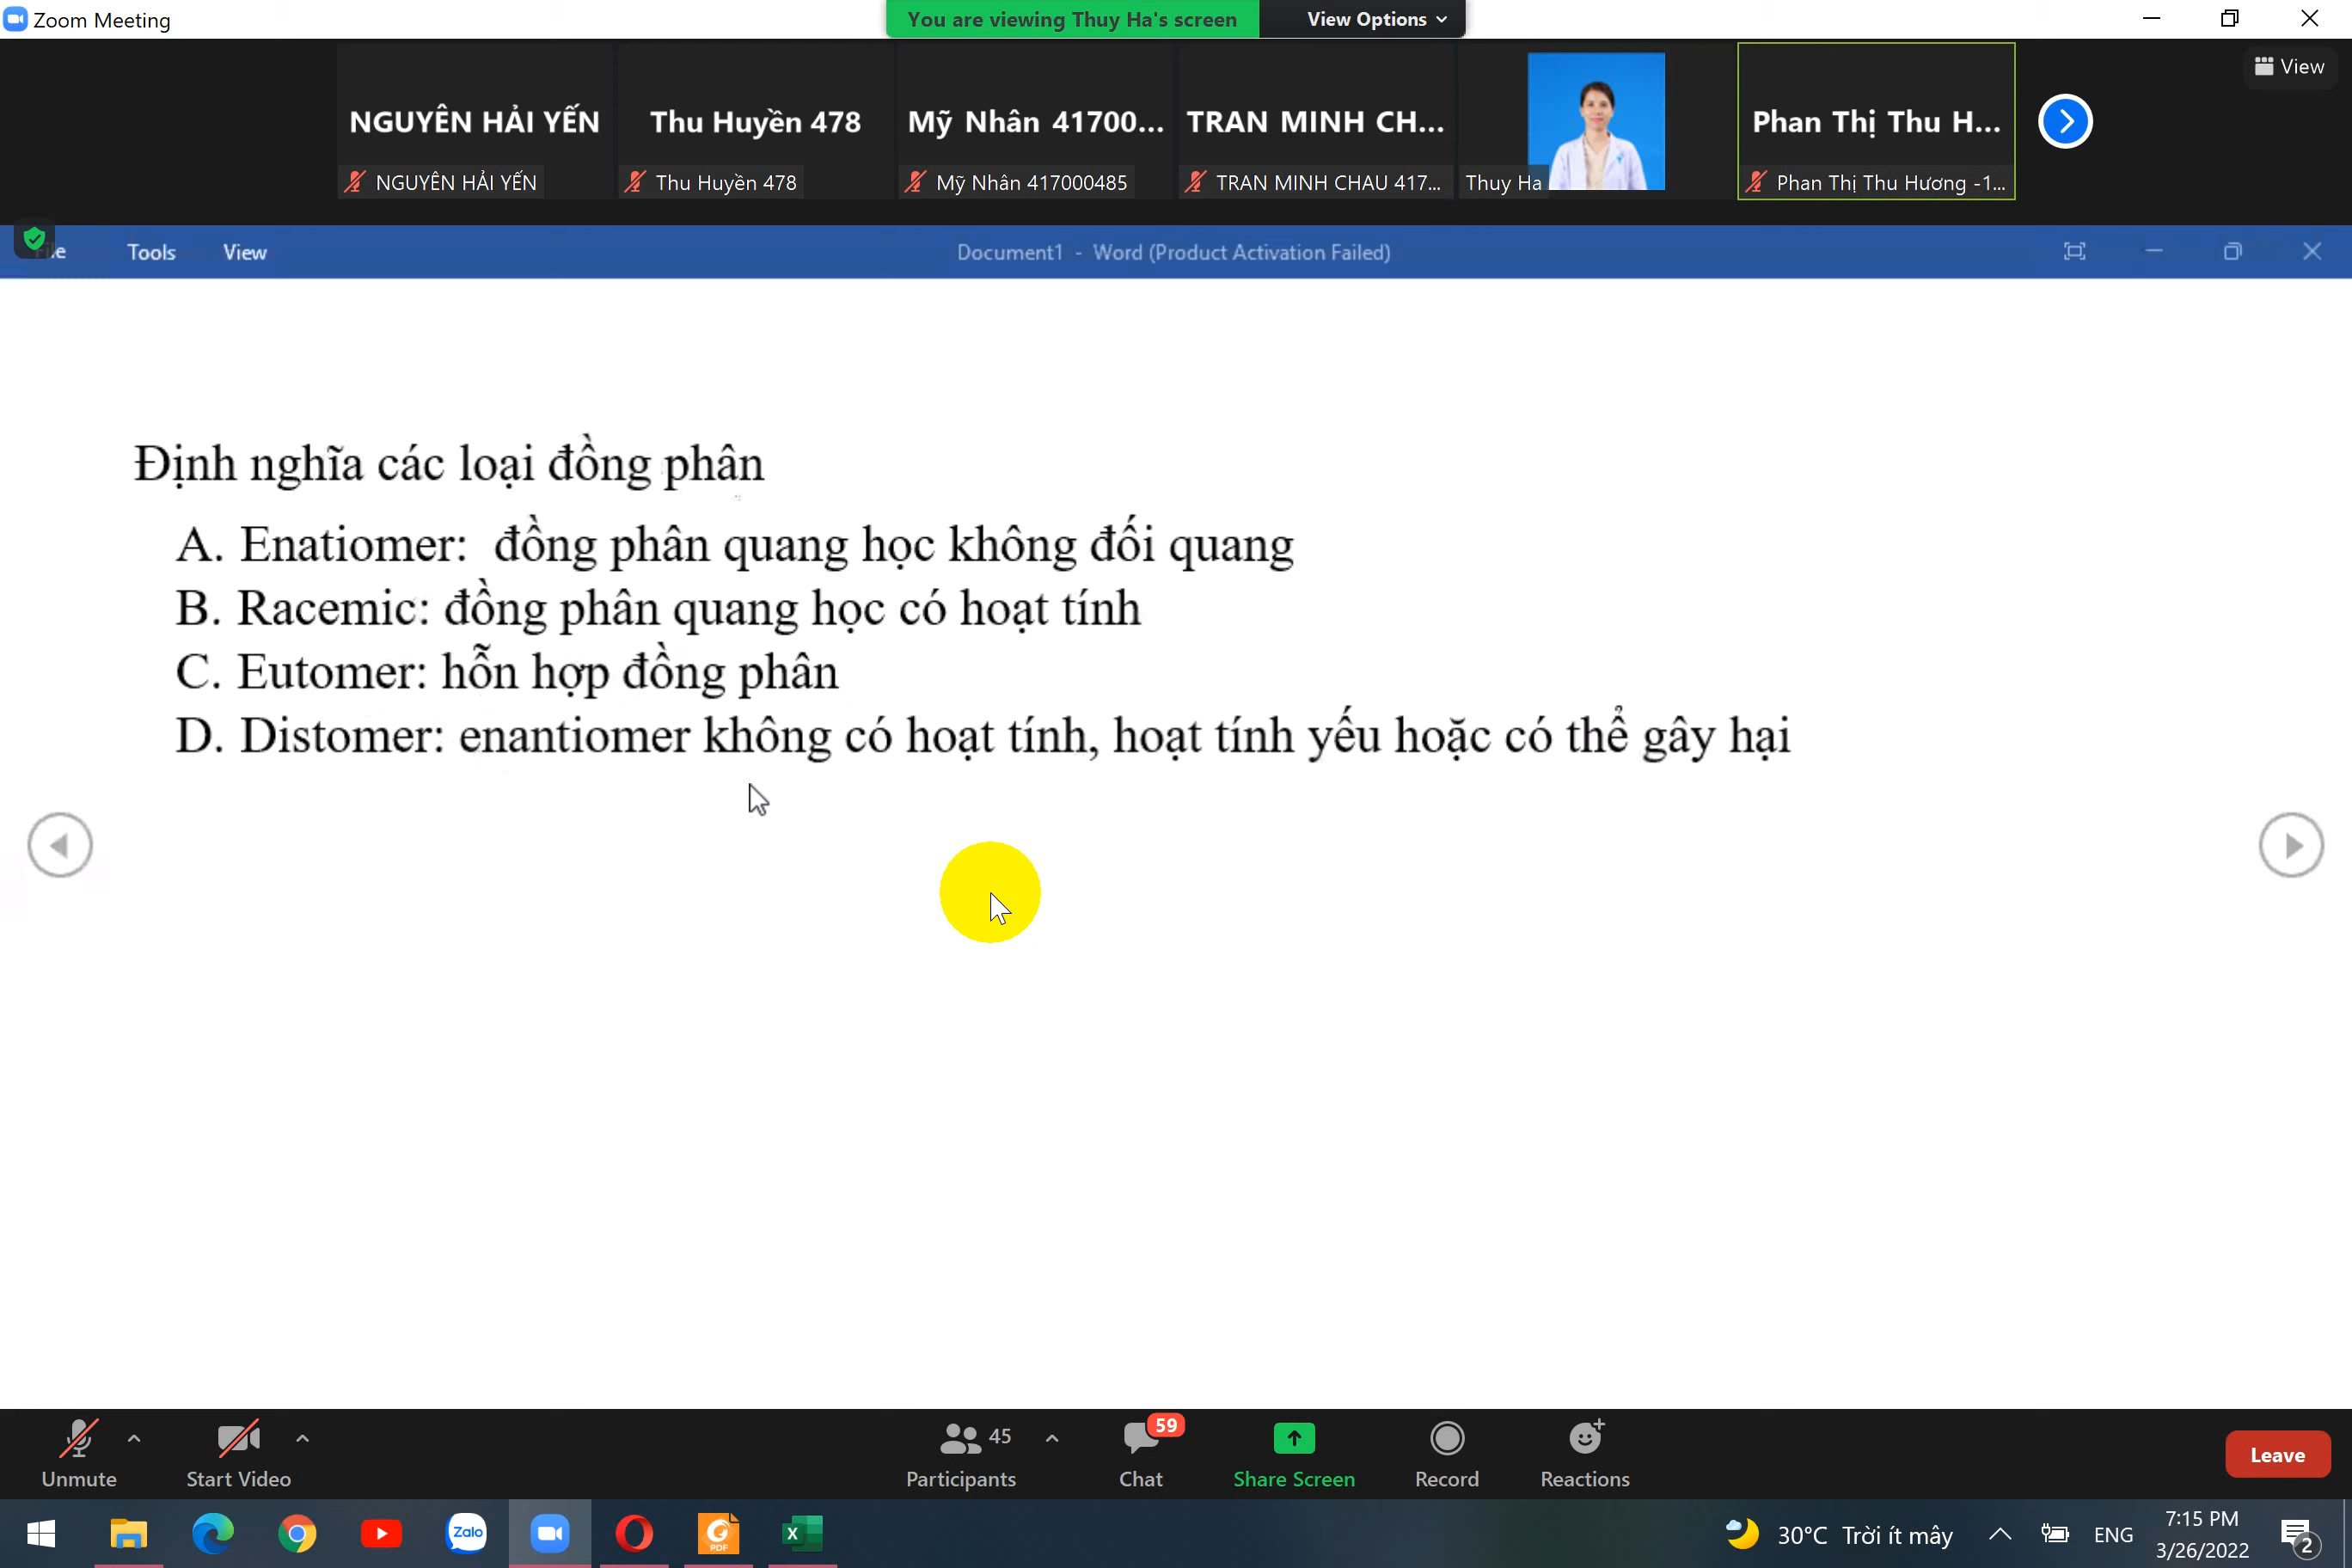 Zoom Meeting
You are viewing Thuy Ha's screen
View Options
View
NGUYÊN HẢI YẾN
Thu Huyền 478
Mỹ Nhân 41700...
TRAN MINH CH...
Phan Thị Thu H...
NGUYÊN HẢI YẾN
Thu Huyền 478
Mỹ Nhân 417000485
TRAN MINH CHAU 417...
Thuy Ha
Phan Thị Thu Hương -1...
Tools
View
Document1 - Word (Product Activation Failed)
Định nghĩa các loại đồng phân
A. Enatiomer: đồng phân quang học không đối quang
B. Racemic: đồng phân quang học có hoạt tính
C. Eutomer: hỗn hợp đồng phân
D. Distomer: enantiomer không có hoạt tính, hoạt tính yếu hoặc có thể gây hại
Unmute
Start Video
45
Participants
59
Chat
Share Screen
Record
Reactions
Leave
Zalo
PDF
30°C Trời ít mây
ENG
7:15 PM
3/26/2022
2